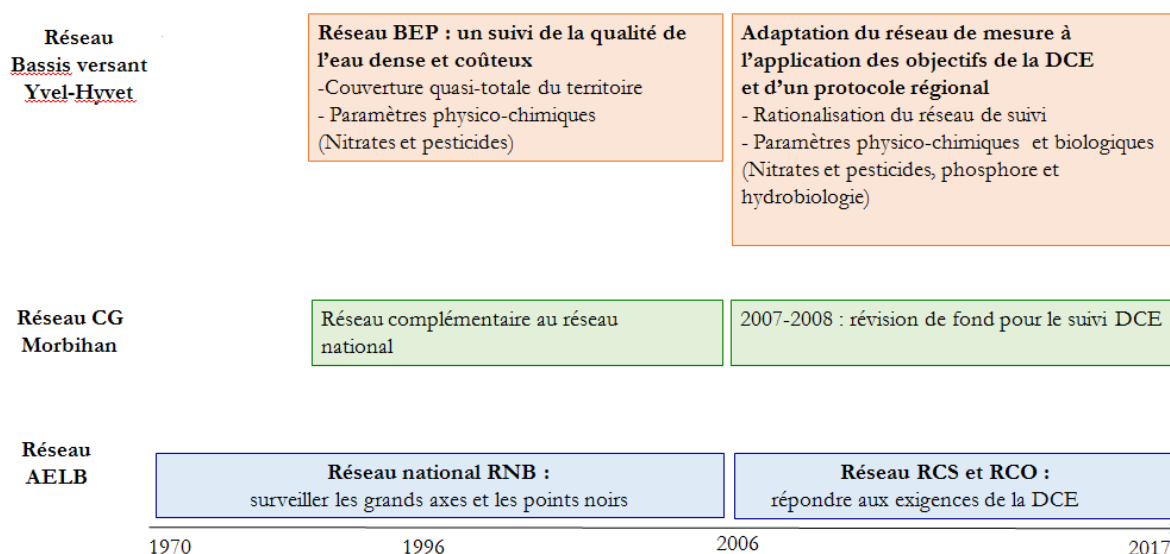 Réseau
Bassis versant
Yvel-Hyvet
Réseau BEP : un suivi de la qualité de
l'eau dense et coûteux
-Couverture quasi-totale du territoire
- Paramètres physico-chimiques
(Nitrates et pesticides)
Adaptation du réseau de mesure à
l'application des objectifs de la DCE
et d'un protocole régional
- Rationalisation du réseau de suivi
- Paramètres physico-chimiques et biologiques
(Nitrates et pesticides, phosphore et
hydrobiologie)
Réseau CG
Morbihan
Réseau complémentaire au réseau
national
2007-2008 : révision de fond pour le suivi DCE
Réseau
AELB
Réseau national RNB :
surveiller les grands axes et les points noirs
Réseau RCS et RCO :
répondre aux exigences de la DCE
1970 1996 2006 2017